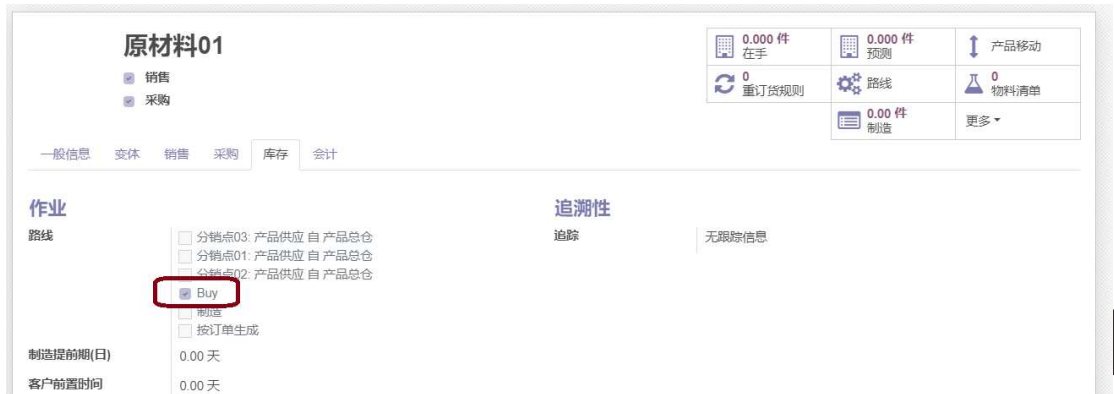 原材料01
销售
采购
0.000 件
在手
0.000 件
预测
产品移动
0
重订货规则
路线
0
物料清单
0.00 件
制造
更多
一般信息 变体 销售 采购 库存 会计
作业
追溯性
路线
分销点03: 产品供应 自 产品总仓
分销点01: 产品供应 自 产品总仓
分销点02: 产品供应 自 产品总仓
Buy
制造
按订单生成
追踪 无跟踪信息
制造提前期(日) 0.00 天
客户前置时间 0.00 天